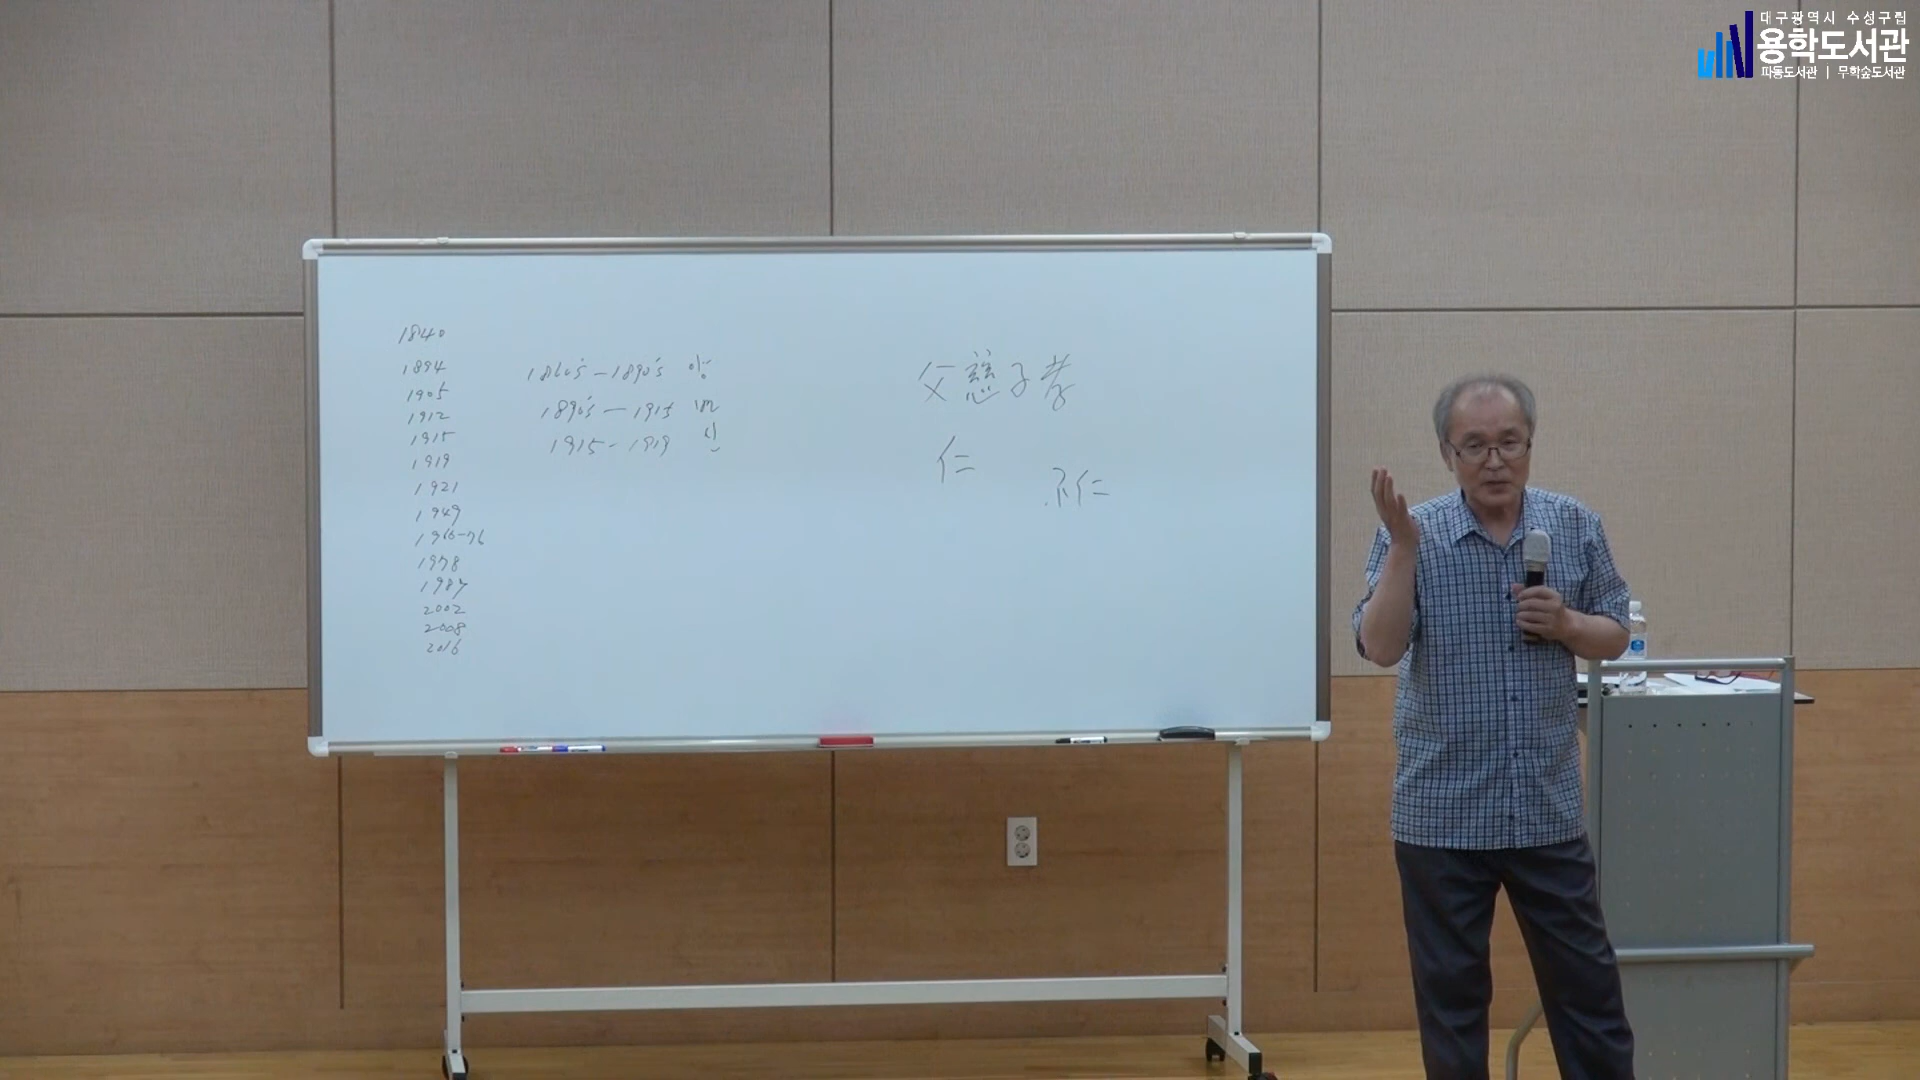 대구광역시 수성구립
용학도서관
파동도서관 | 무학숲도서관
1840
1894
1905
1912
1915
1919
1921
1949
1966-76
1978
1987
2002
2008
2016
1860's - 1890's 양
1890's - 1915 변
1915 - 1919 신
父慈子孝
仁
不仁